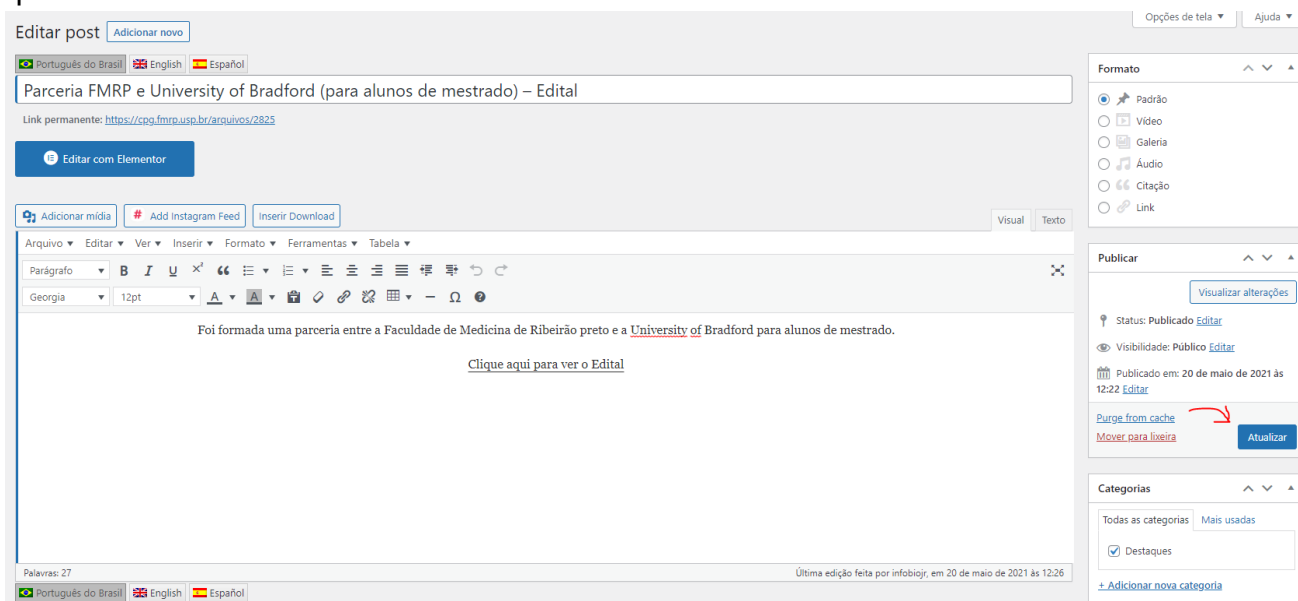 Opções de tela
Ajuda
Editar post
Adicionar novo
Português do Brasil
English
Español
Parceria FMRP e University of Bradford (para alunos de mestrado) – Edital
Link permanente: https://cpg.fmrp.usp.br/arquivos/2825
Editar com Elementor
Adicionar mídia
Add Instagram Feed
Inserir Download
Visual
Texto
Arquivo
Editar
Ver
Inserir
Formato
Ferramentas
Tabela
Parágrafo
Georgia
12pt
Foi formada uma parceria entre a Faculdade de Medicina de Ribeirão preto e a University of Bradford para alunos de mestrado.
Clique aqui para ver o Edital
Palavras: 27
Última edição feita por infobiojr, em 20 de maio de 2021 às 12:26
Português do Brasil
English
Español
Formato
Padrão
Vídeo
Galeria
Áudio
Citação
Link
Publicar
Visualizar alterações
Status: Publicado Editar
Visibilidade: Público Editar
Publicado em: 20 de maio de 2021 às
12:22 Editar
Purge from cache
Mover para lixeira
Atualizar
Categorias
Todas as categorias
Mais usadas
Destaques
+ Adicionar nova categoria